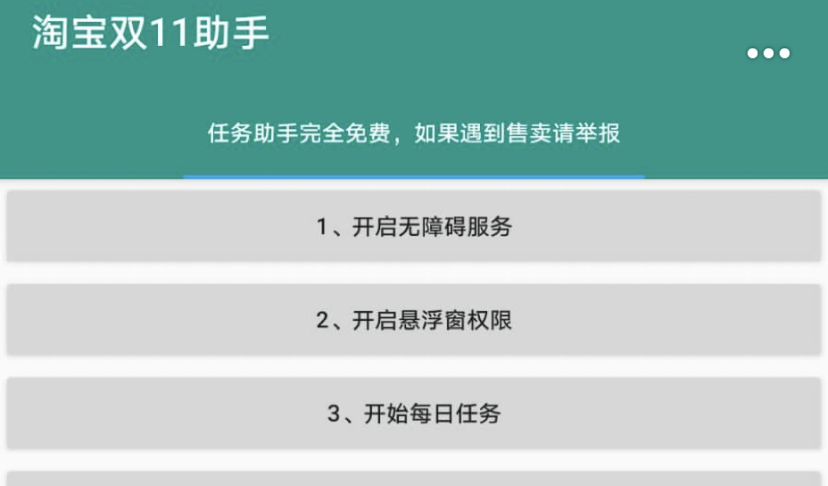 淘宝双11助手
任务助手完全免费，如果遇到售卖请举报
1、开启无障碍服务
2、开启悬浮窗权限
3、开始每日任务